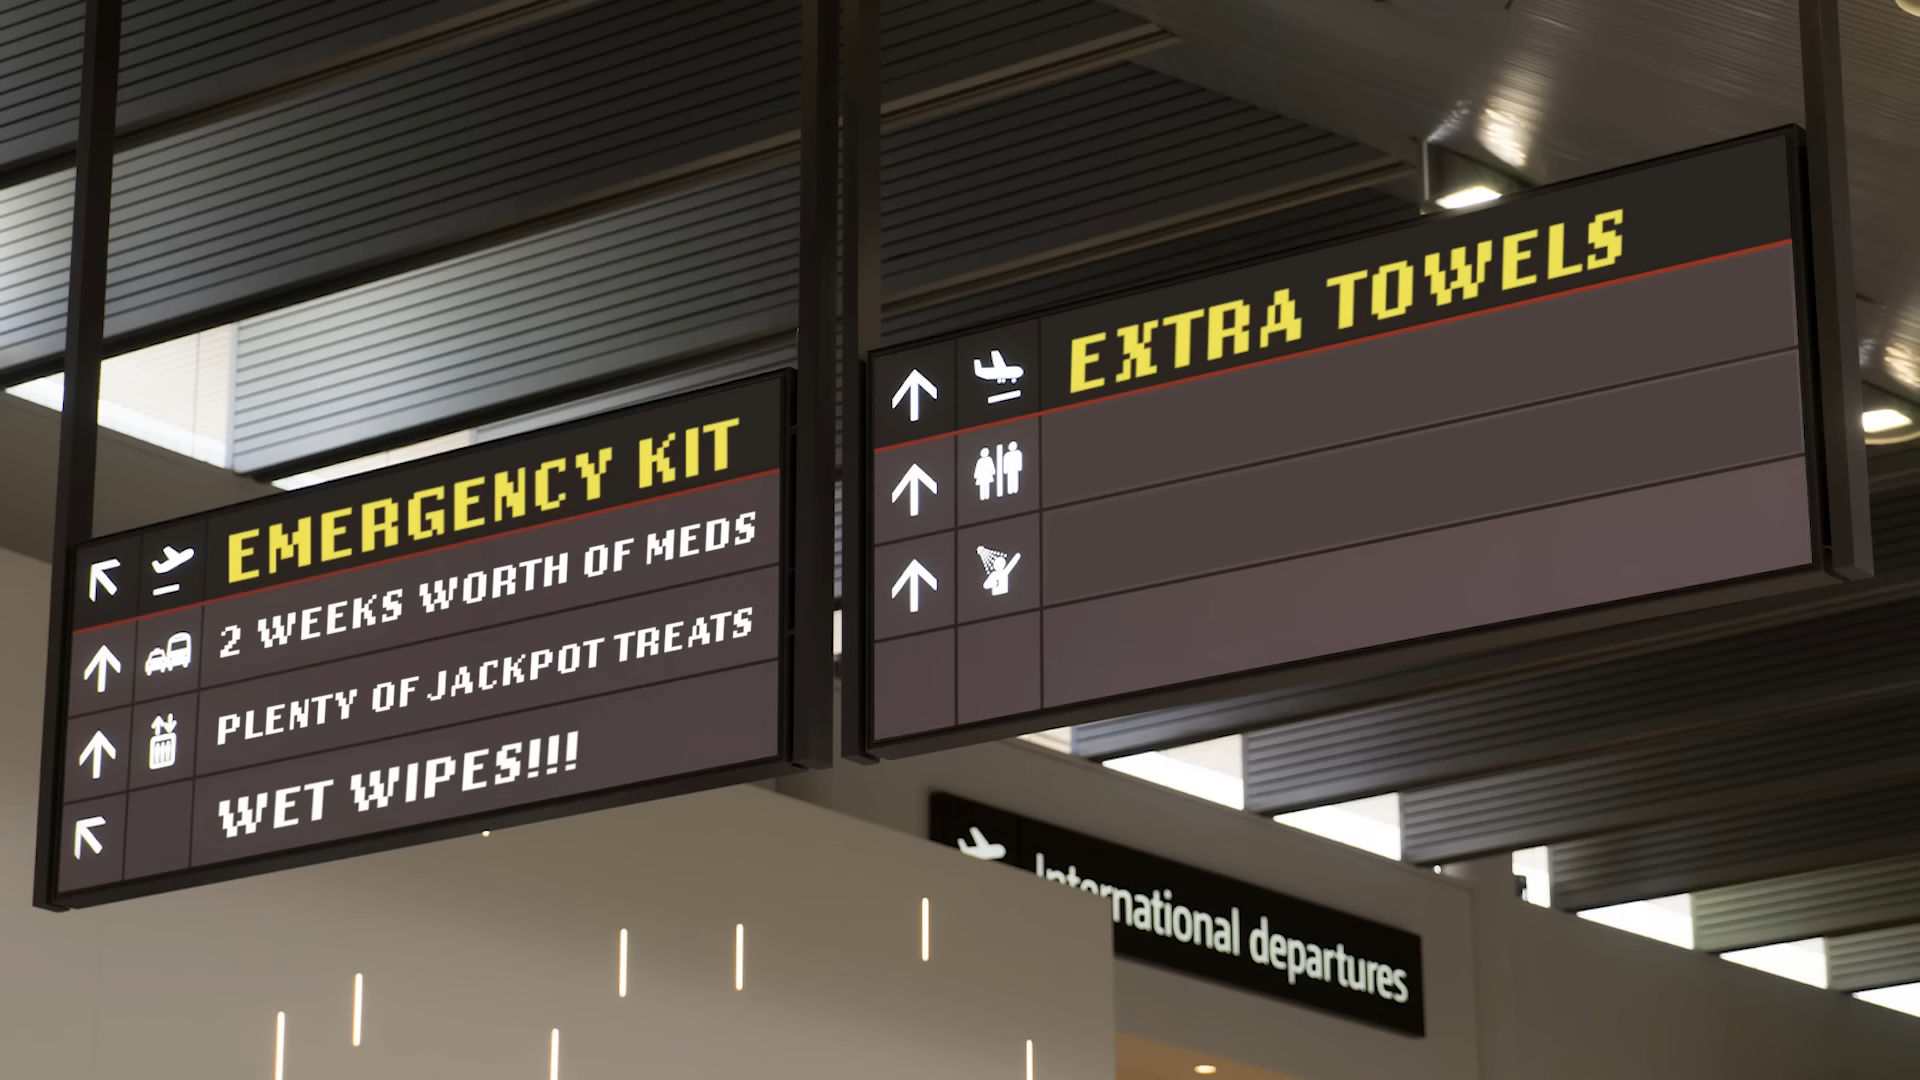 EMERGENCY KIT
2 WEEKS WORTH OF MEDS
PLENTY OF JACKPOT TREATS
WET WIPES!!!
EXTRA TOWELS
International departures